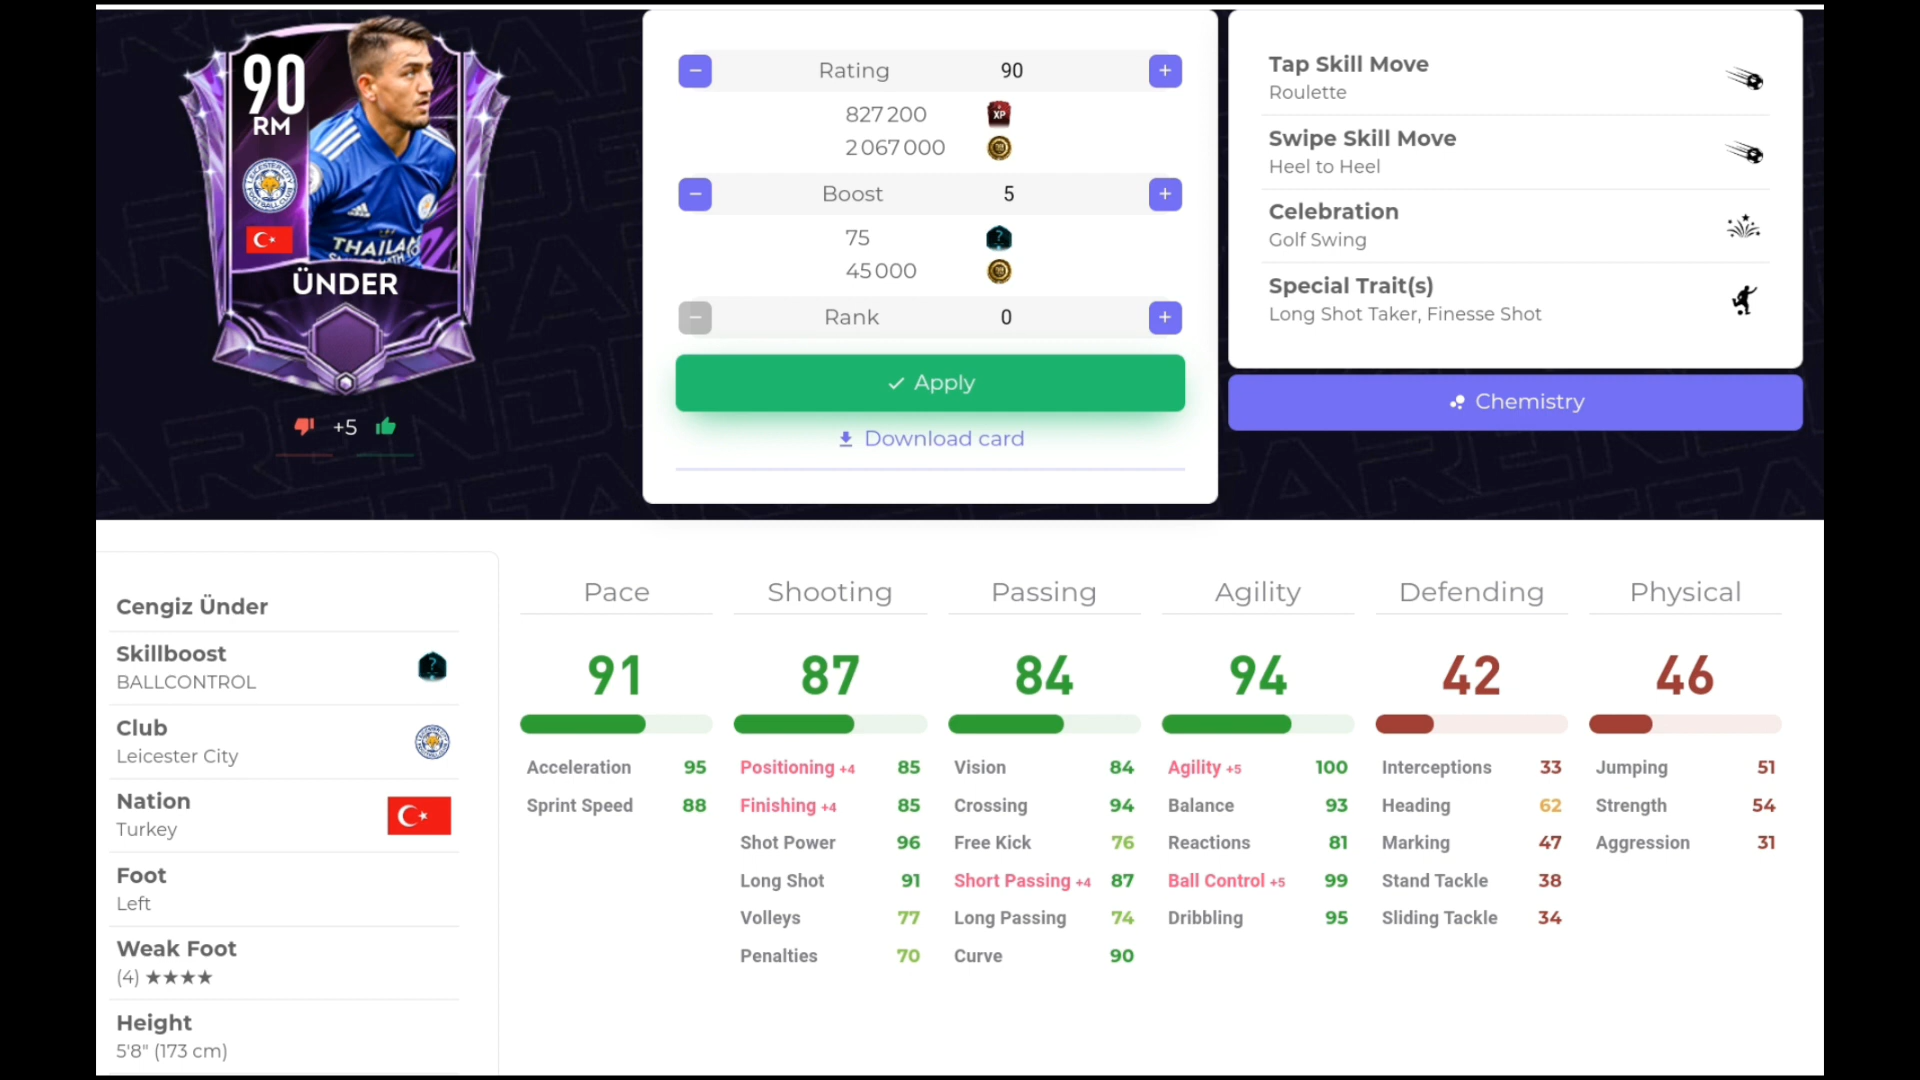 90
RM
THAILAND
ÜNDER
+5
Rating 90
827 200
XP
2 067 000
Boost 5
75
?
45 000
Rank 0
Apply
Download card
Tap Skill Move
Roulette
Swipe Skill Move
Heel to Heel
Celebration
Golf Swing
Special Trait(s)
Long Shot Taker, Finesse Shot
Chemistry
Cengiz Ünder
Skillboost
BALLCONTROL
?
Club
Leicester City
Nation
Turkey
Foot
Left
Weak Foot
(4) ★★★★
Height
5'8" (173 cm)
Pace
91
Acceleration 95
Sprint Speed 88
Shooting
87
Positioning +4 85
Finishing +4 85
Shot Power 96
Long Shot 91
Volleys 77
Penalties 70
Passing
84
Vision 84
Crossing 94
Free Kick 76
Short Passing +4 87
Long Passing 74
Curve 90
Agility
94
Agility +5 100
Balance 93
Reactions 81
Ball Control +5 99
Dribbling 95
Defending
42
Interceptions 33
Heading 62
Marking 47
Stand Tackle 38
Sliding Tackle 34
Physical
46
Jumping 51
Strength 54
Aggression 31